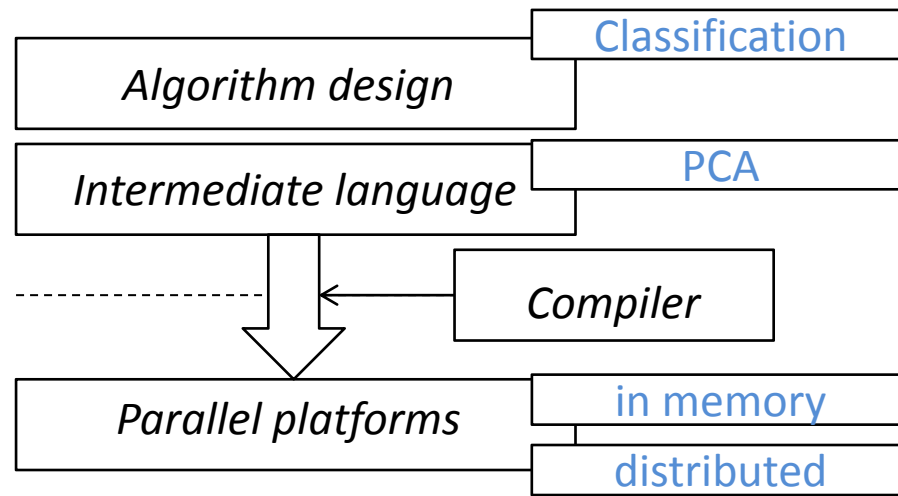 Classification
Algorithm design
PCA
Intermediate language
Compiler
Parallel platforms
in memory
distributed